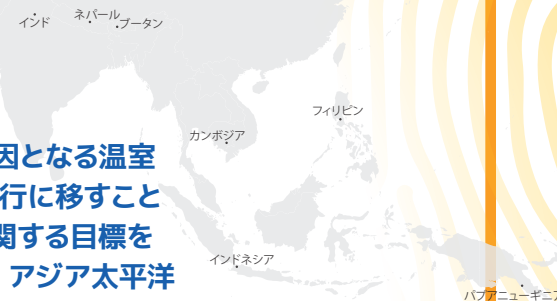 インド
ネパール
ブータン
フィリピン
カンボジア
因となる温室
行に移すこと
関する目標を
アジア太平洋
インドネシア
パプアニューギニア